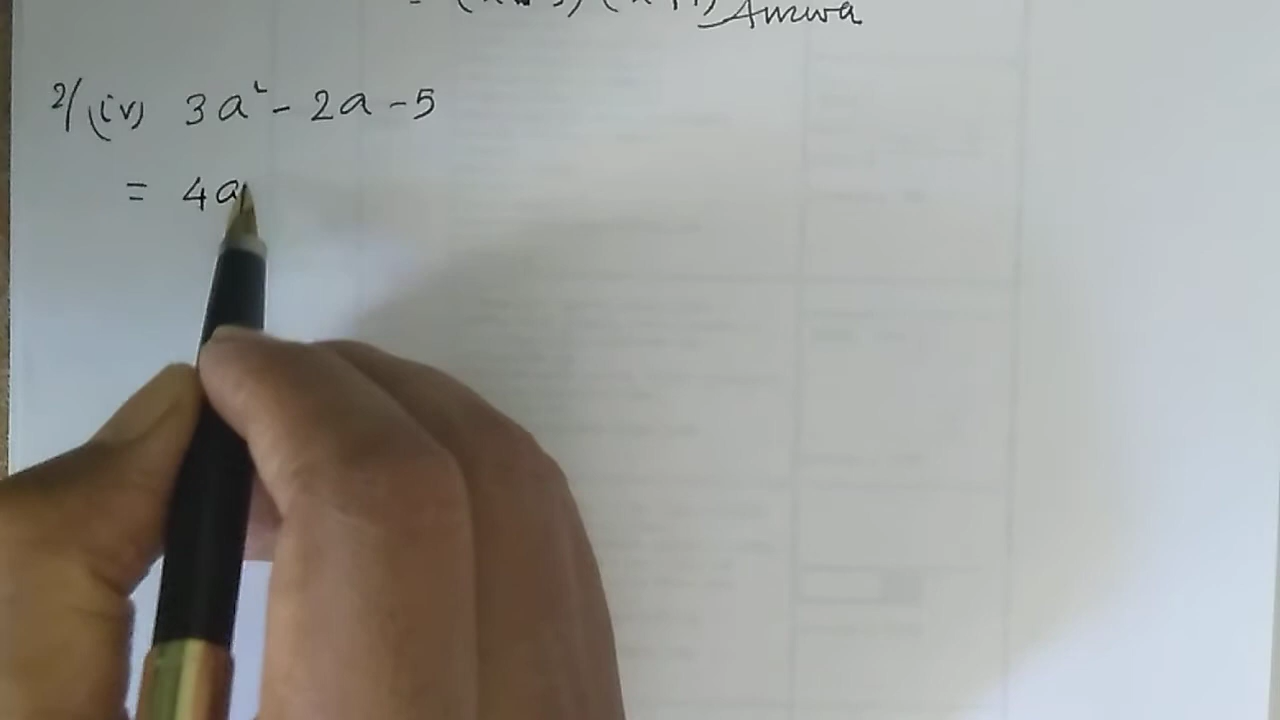 Answer
2/(iv) 3a² - 2a - 5
= 4a